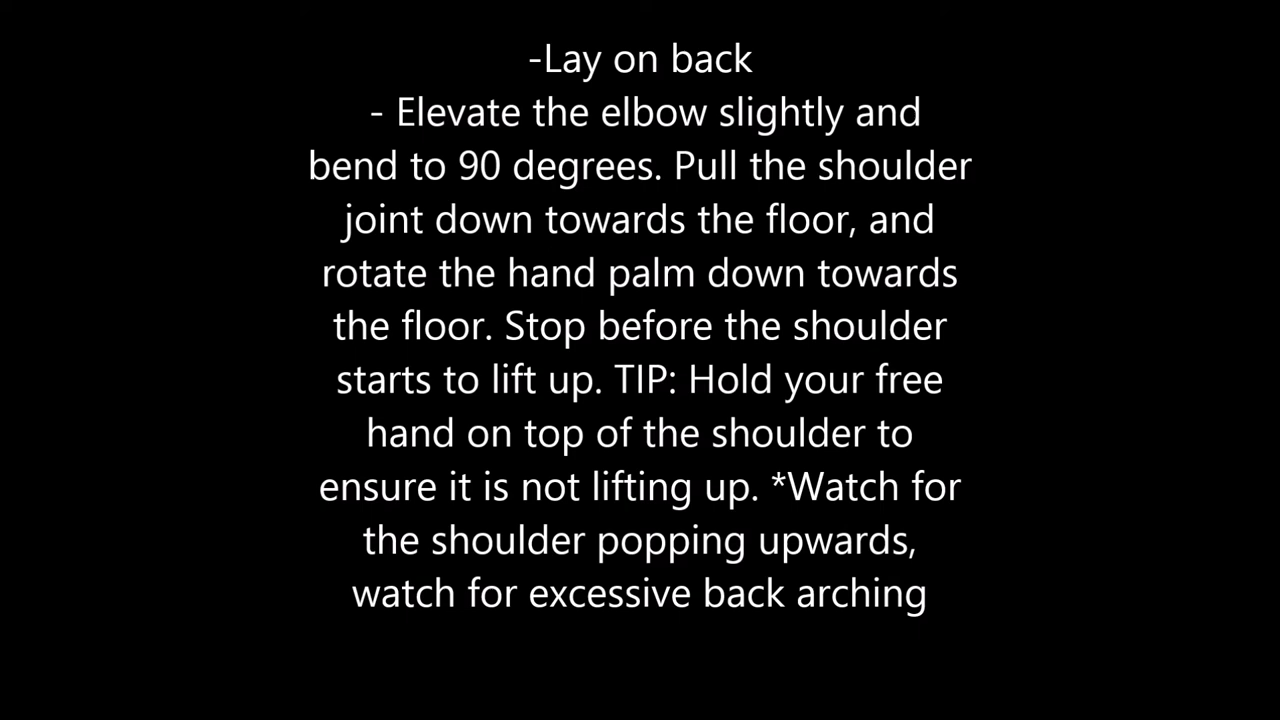 -Lay on back
- Elevate the elbow slightly and
bend to 90 degrees. Pull the shoulder
joint down towards the floor, and
rotate the hand palm down towards
the floor. Stop before the shoulder
starts to lift up. TIP: Hold your free
hand on top of the shoulder to
ensure it is not lifting up. *Watch for
the shoulder popping upwards,
watch for excessive back arching